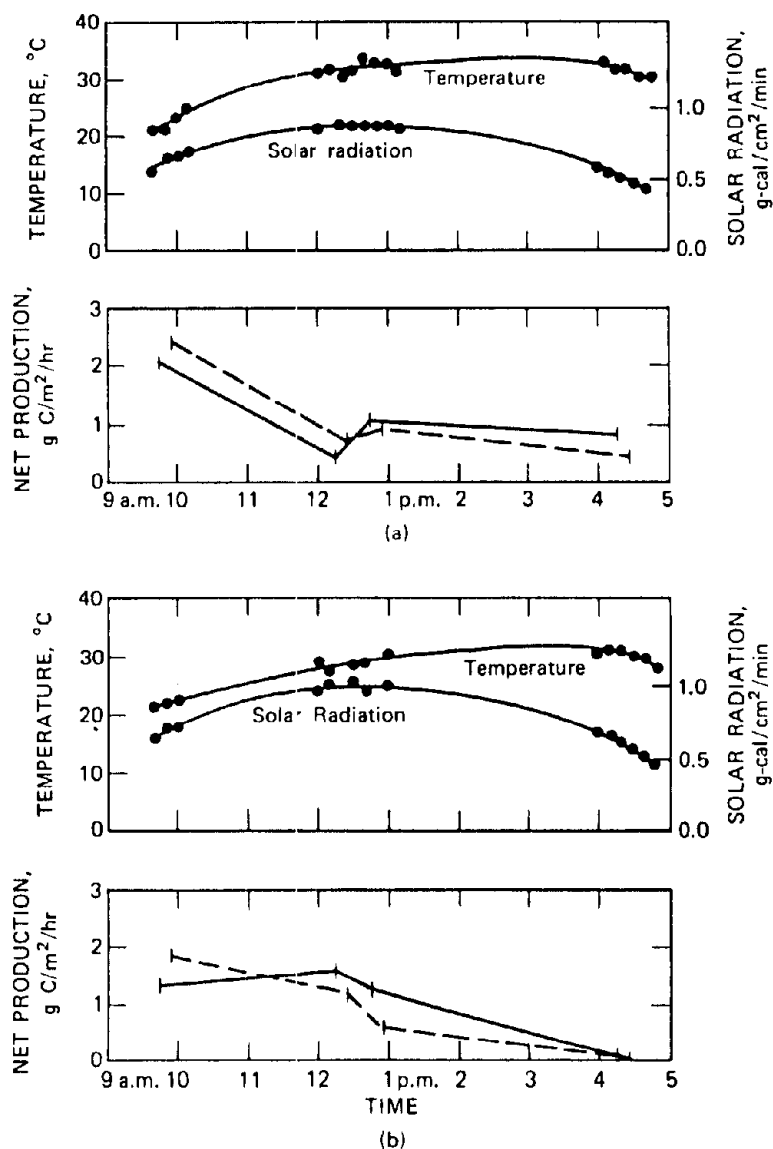 TEMPERATURE, °C
40
30
20
10
0
Temperature
Solar radiation
1.0
0.5
0.0
SOLAR RADIATION,
g-cal/cm²/min
NET PRODUCTION,
g C/m²/hr
3
2
1
0
9 a.m. 10 11 12 1 p.m. 2 3 4 5
(a)
TEMPERATURE, °C
40
30
20
10
0
Temperature
Solar Radiation
1.0
0.5
0.0
SOLAR RADIATION,
g-cal/cm²/min
NET PRODUCTION,
g C/m²/hr
3
2
1
0
9 a.m. 10 11 12 1 p.m. 2 3 4 5
TIME
(b)